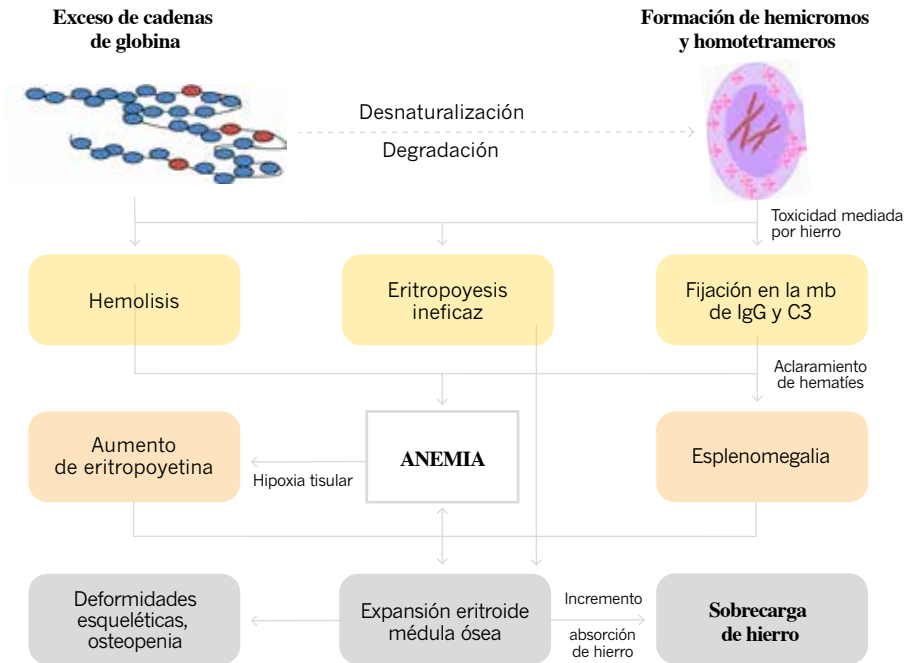 Exceso de cadenas
de globina
Formación de hemicromos
y homotetrameros
Desnaturalización
Degradación
Toxicidad mediada
por hierro
Hemolisis
Eritropoyesis
ineficaz
Fijación en la mb
de IgG y C3
Aclaramiento
de hematíes
Aumento
de eritropoyetina
Hipoxia tisular
ANEMIA
Esplenomegalia
Deformidades
esqueléticas,
osteopenia
Expansión eritroide
médula ósea
Incremento
absorción
de hierro
Sobrecarga
de hierro